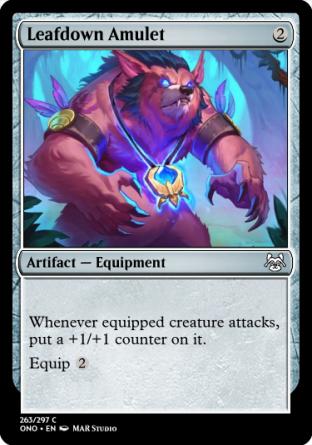 Leafdown Amulet 2
Artifact — Equipment
Whenever equipped creature attacks,
put a +1/+1 counter on it.
Equip 2
263/297 C
ONO • EN MAR STUDIO